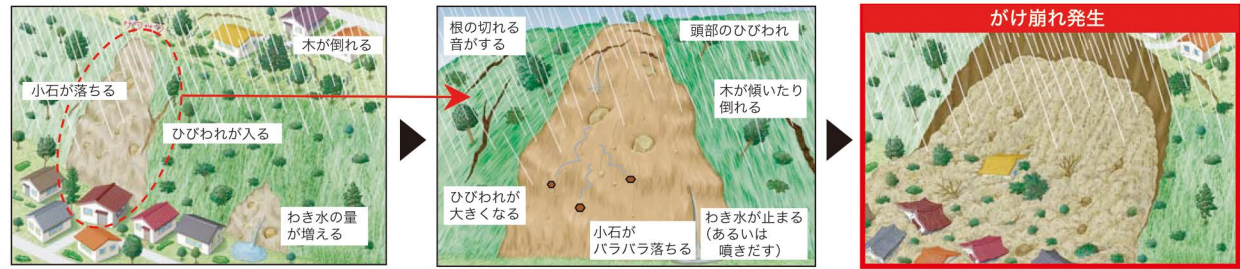 木が倒れる
小石が落ちる
ひびわれが入る
わき水の量
が増える
根の切れる
音がする
頭部のひびわれ
木が傾いたり
倒れる
ひびわれが
大きくなる
小石が
バラバラ落ちる
わき水が止まる
（あるいは
噴きだす）
がけ崩れ発生